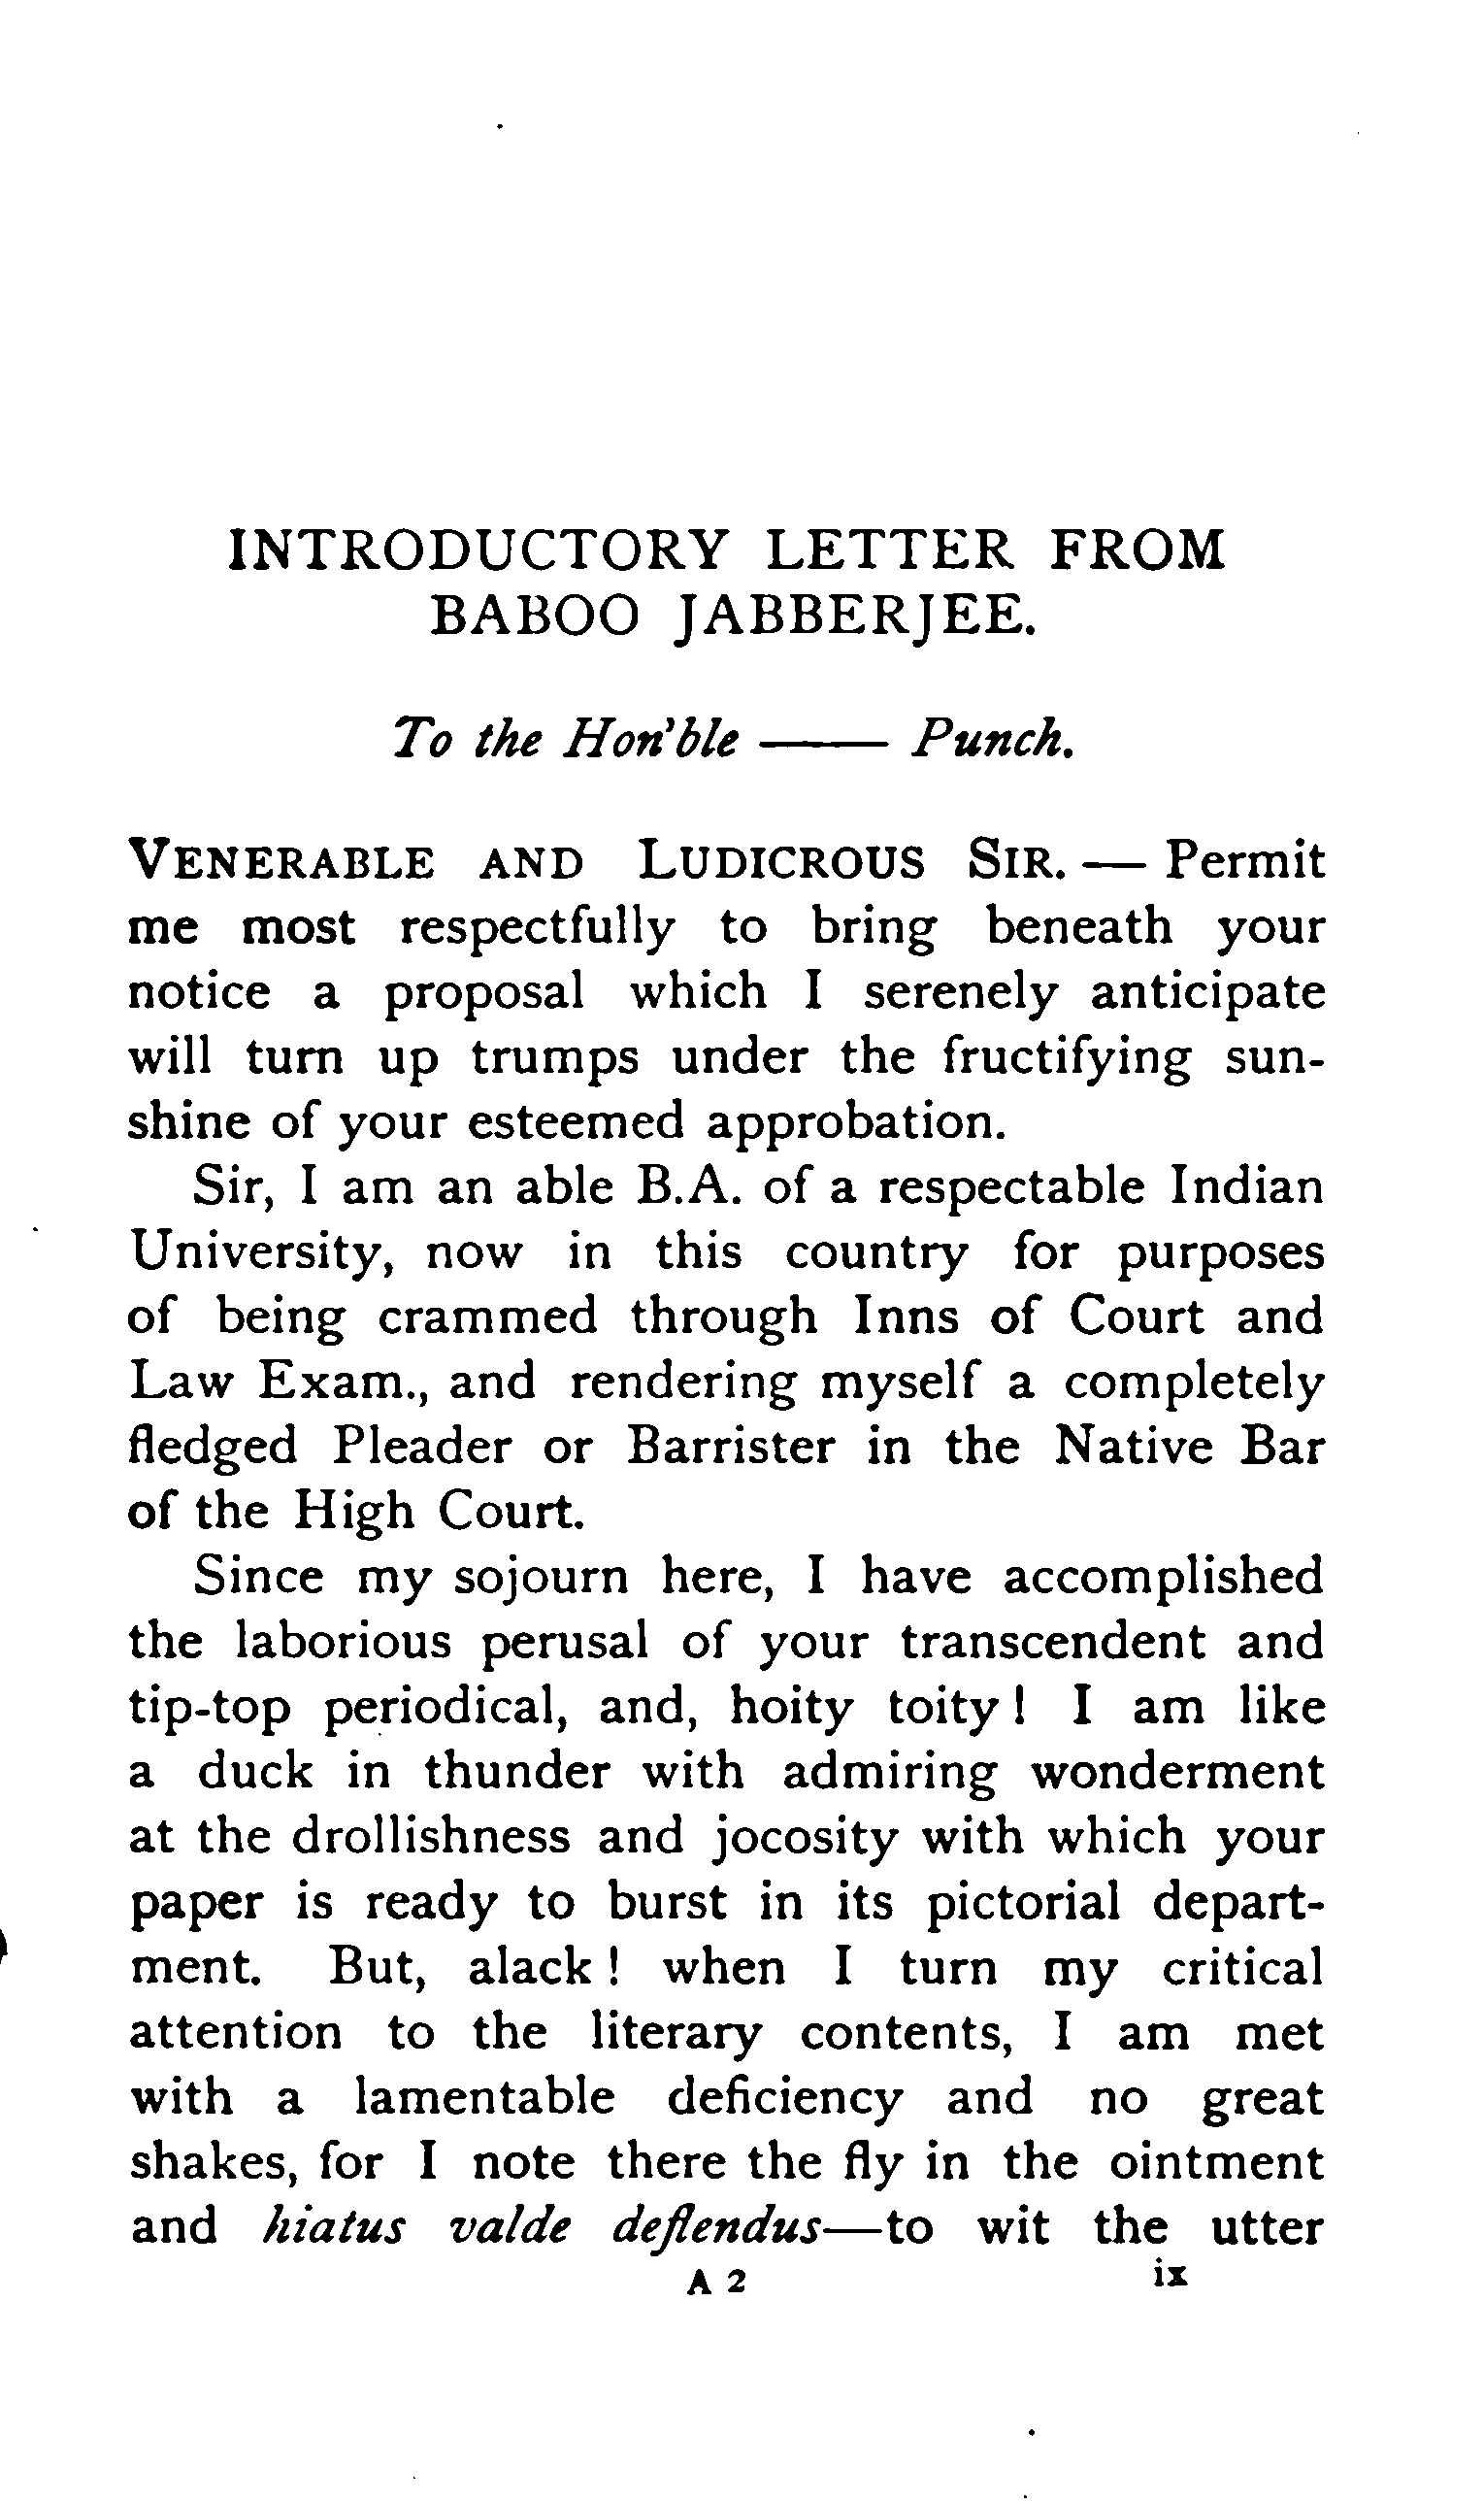 INTRODUCTORY LETTER FROM
BABOO JABBERJEE.
To the Hon'ble —— Punch.
VENERABLE AND LUDICROUS SIR. — Permit
me most respectfully to bring beneath your
notice a proposal which I serenely anticipate
will turn up trumps under the fructifying sun-
shine of your esteemed approbation.
Sir, I am an able B.A. of a respectable Indian
University, now in this country for purposes
of being crammed through Inns of Court and
Law Exam., and rendering myself a completely
fledged Pleader or Barrister in the Native Bar
of the High Court.
Since my sojourn here, I have accomplished
the laborious perusal of your transcendent and
tip-top periodical, and, hoity toity! I am like
a duck in thunder with admiring wonderment
at the drollishness and jocosity with which your
paper is ready to burst in its pictorial depart-
ment. But, alack! when I turn my critical
attention to the literary contents, I am met
with a lamentable deficiency and no great
shakes, for I note there the fly in the ointment
and hiatus valde deflendus—to wit the utter
A 2 ix